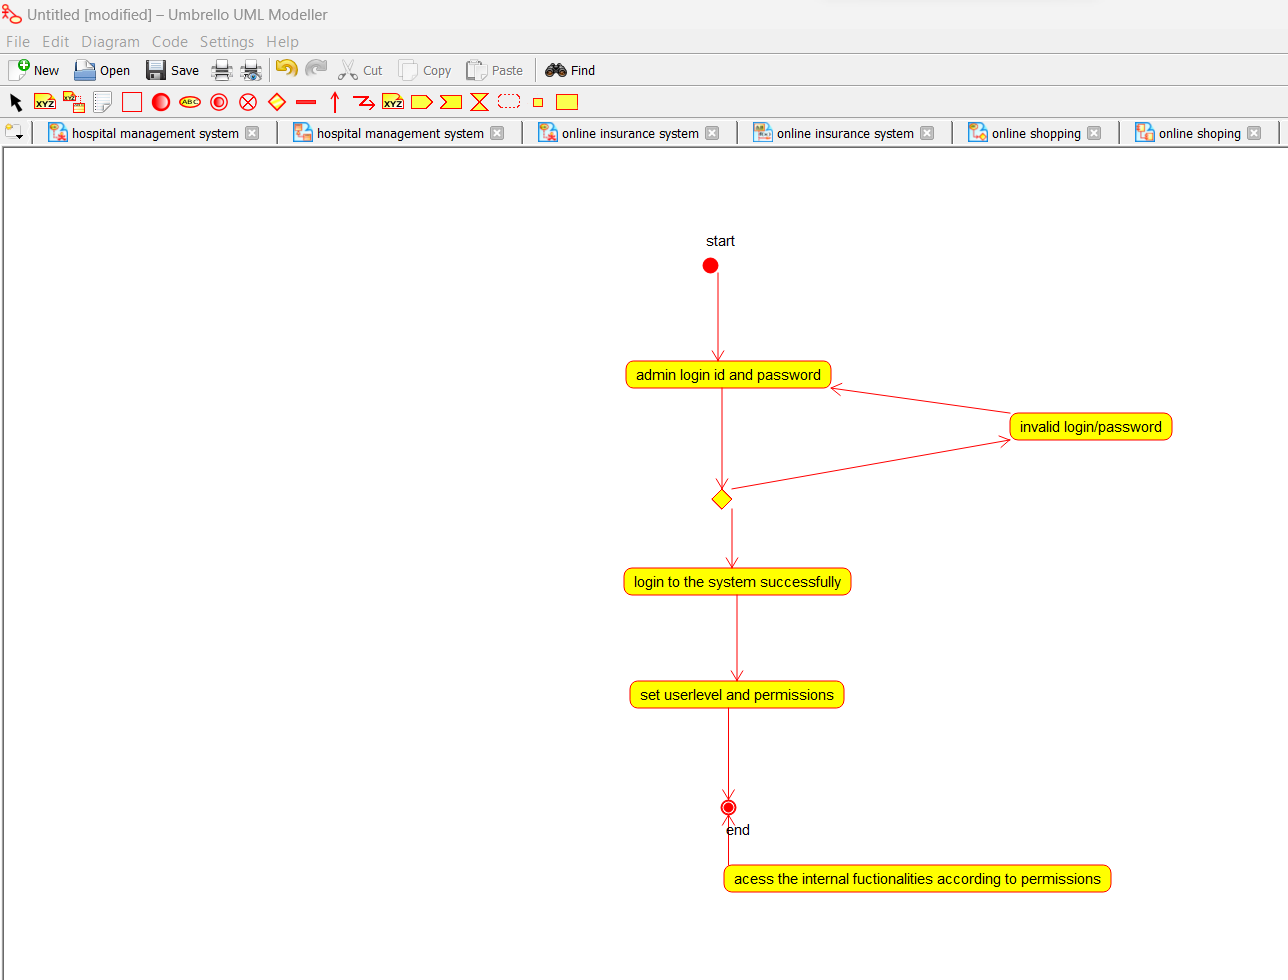 Untitled [modified] – Umbrello UML Modeller
File Edit Diagram Code Settings Help
New Open Save Cut Copy Paste Find
XYZ XYZ ABC XYZ
hospital management system hospital management system online insurance system online insurance system online shopping online shoping
start
admin login id and password
invalid login/password
login to the system successfully
set userlevel and permissions
end
acess the internal fuctionalities according to permissions